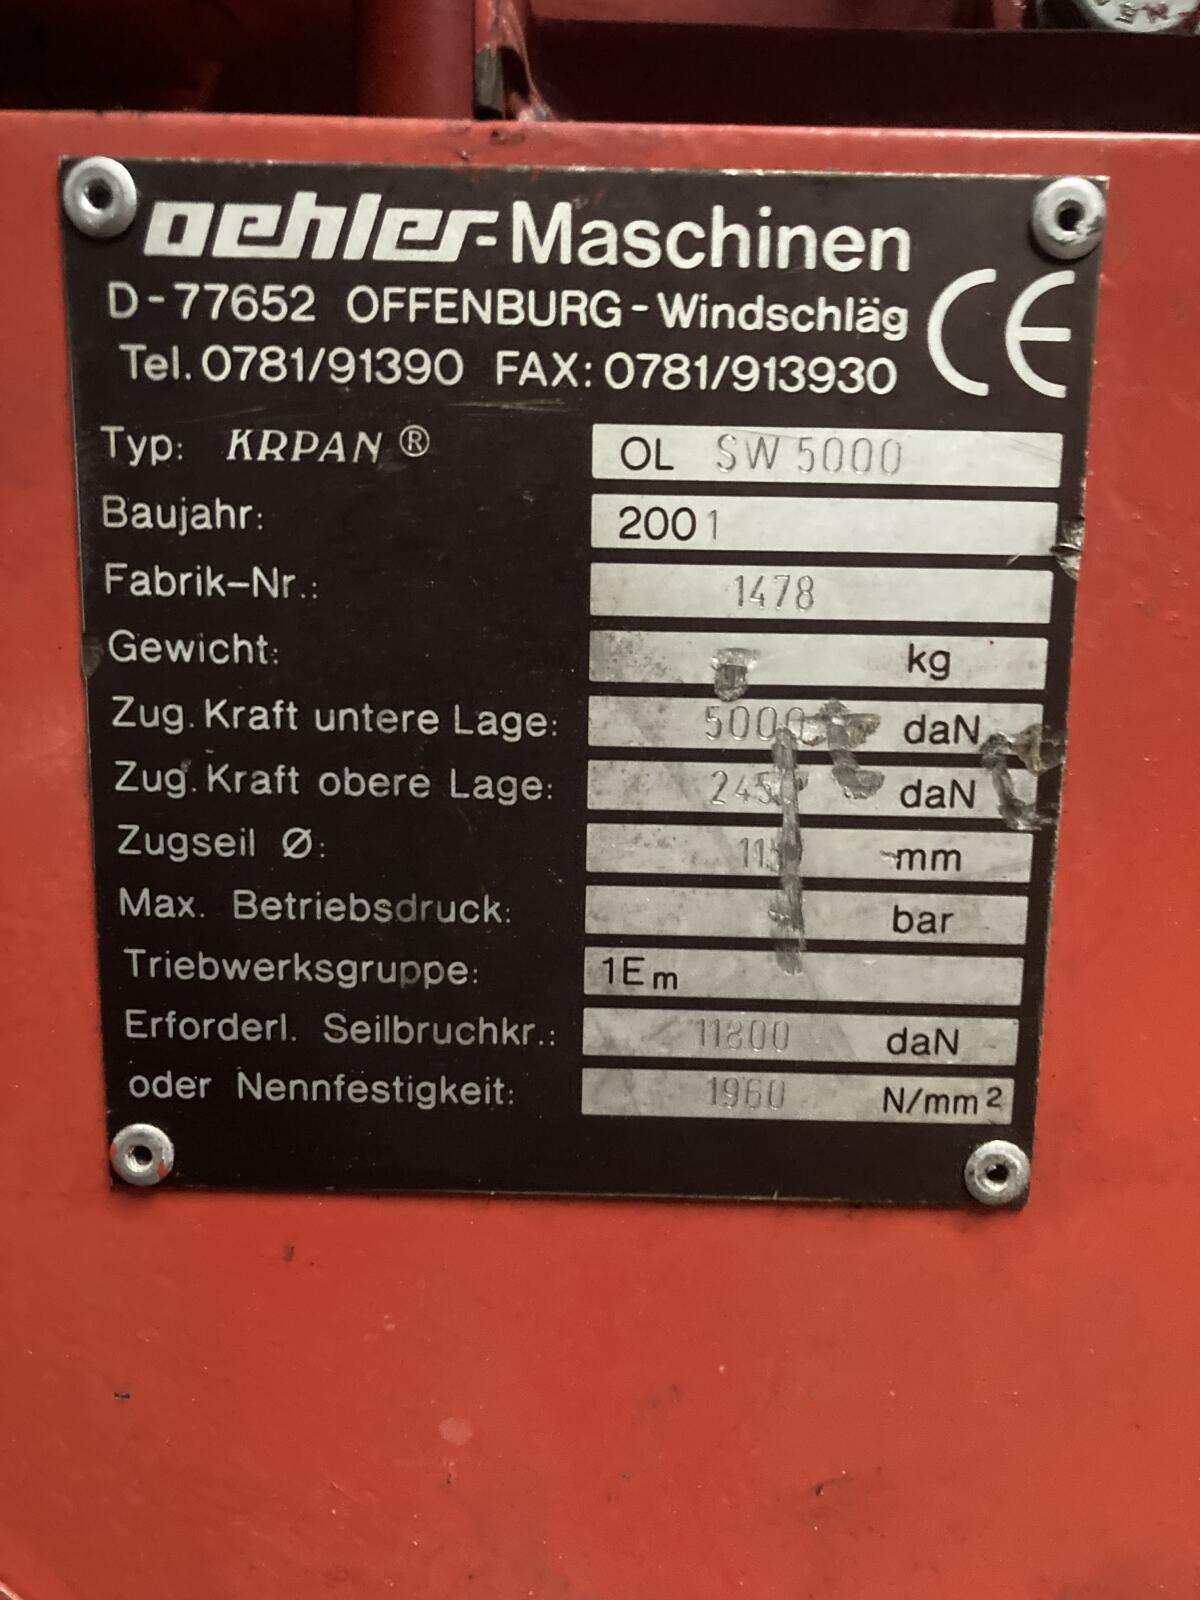 oehler-Maschinen
D-77652 OFFENBURG-Windschläg
Tel. 0781/91390 FAX: 0781/913930
CE
Typ: KRPAN ® OL SW 5000
Baujahr: 2001
Fabrik-Nr.: 1478
Gewicht: kg
Zug. Kraft untere Lage: 5000 daN
Zug. Kraft obere Lage: daN
Zugseil Ø: mm
Max. Betriebsdruck: bar
Triebwerksgruppe: 1Em
Erforderl. Seilbruchkr.: 11800 daN
oder Nennfestigkeit: 1960 N/mm²